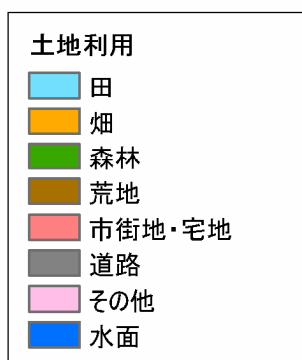 土地利用
田
畑
森林
荒地
市街地・宅地
道路
その他
水面